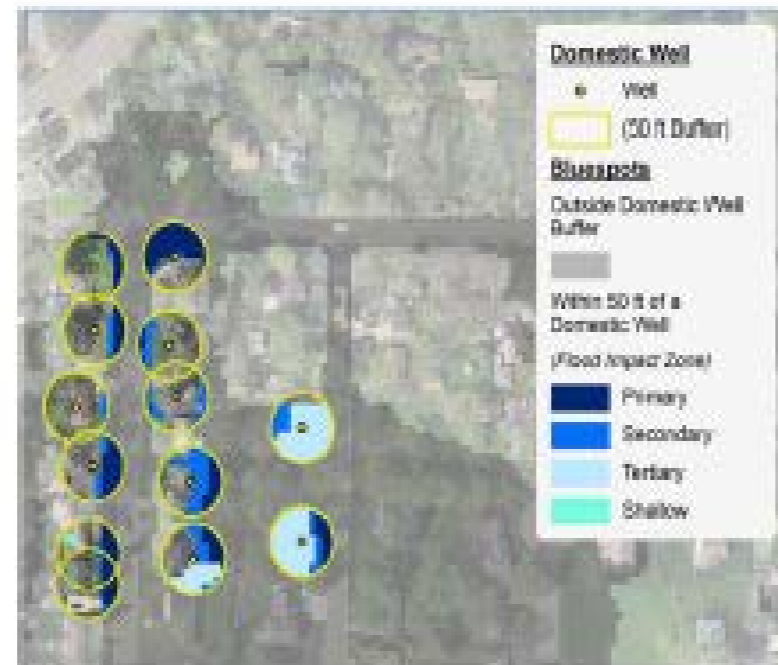 Domestic Well
Well
(50 ft Buffer)
Bluespots
Outside Domestic Well
Buffer
Within 50 ft of a
Domestic Well
(Flood Impact Zone)
Primary
Secondary
Tertiary
Shallow